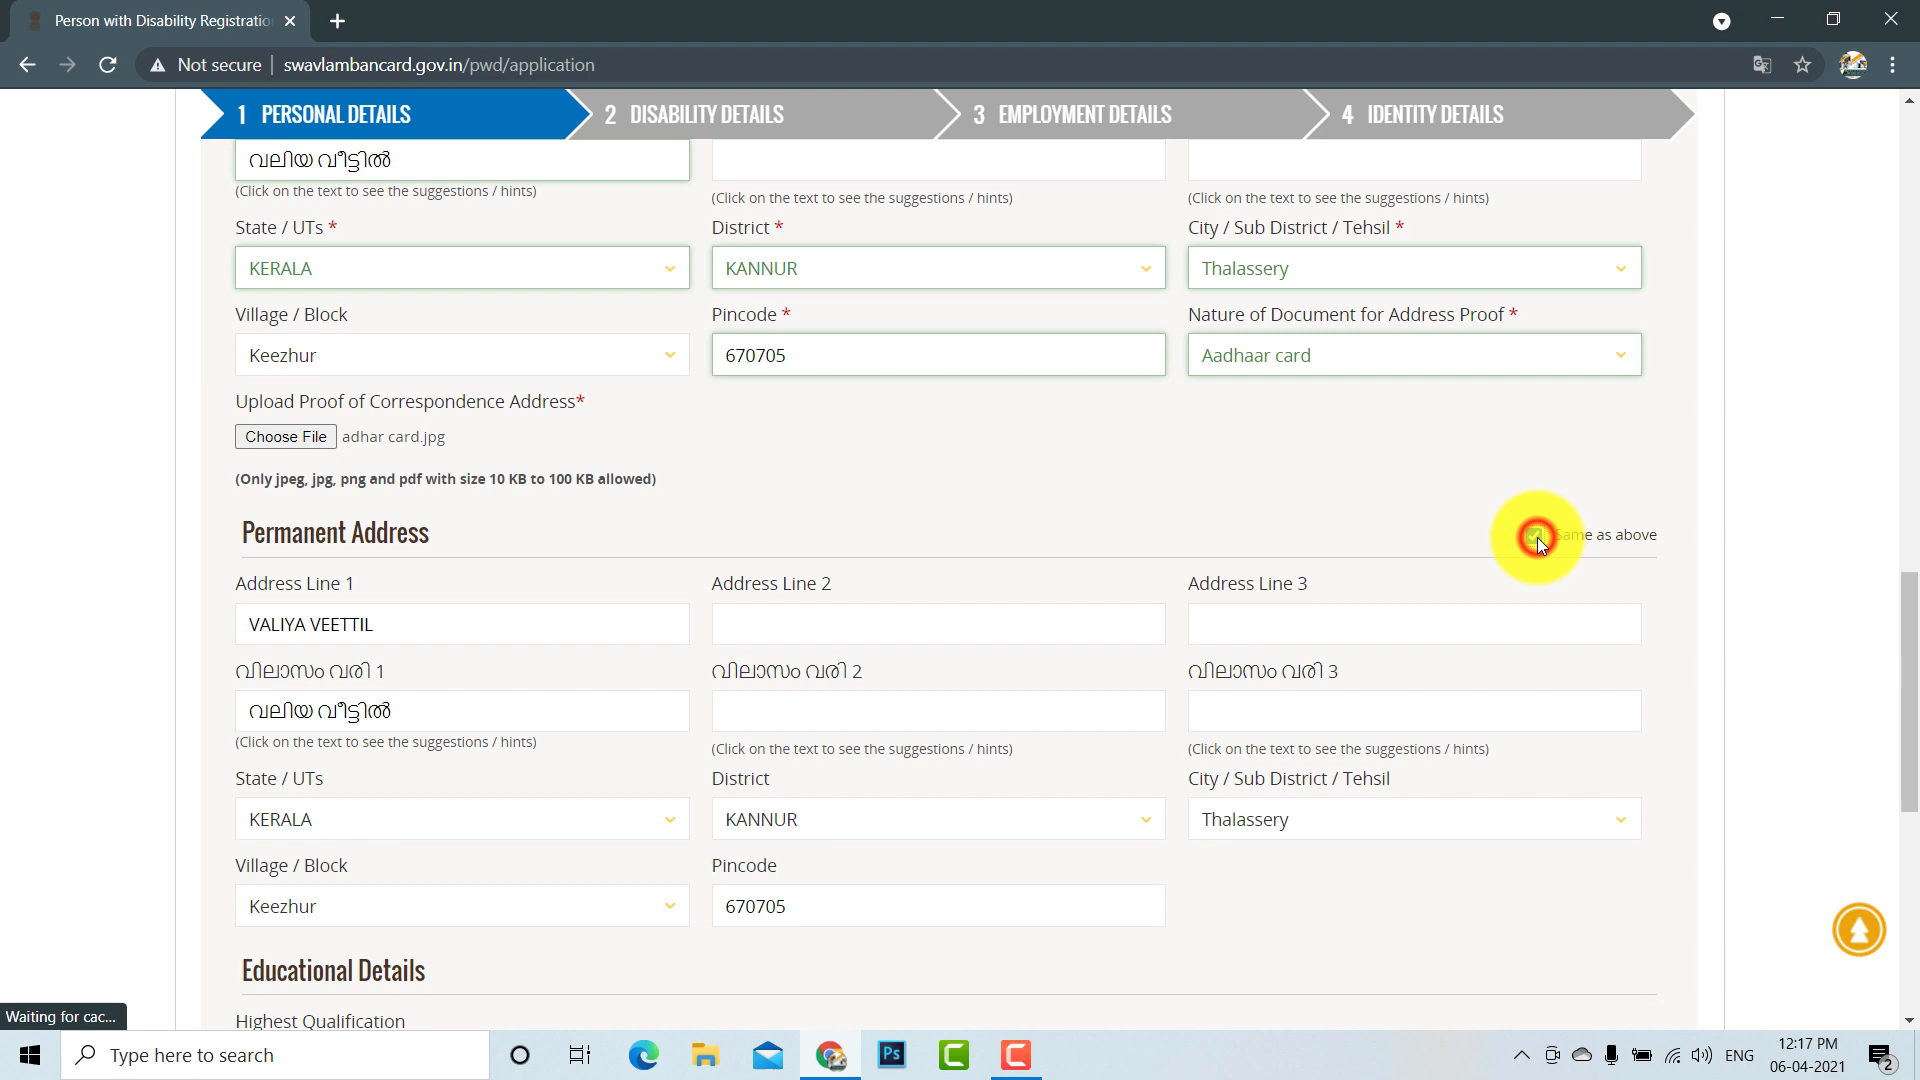 Person with Disability Registratio
Not secure swavlambancard.gov.in/pwd/application
1 PERSONAL DETAILS
2 DISABILITY DETAILS
3 EMPLOYMENT DETAILS
4 IDENTITY DETAILS
വലിയ വീട്ടിൽ
(Click on the text to see the suggestions / hints)
(Click on the text to see the suggestions / hints)
(Click on the text to see the suggestions / hints)
State / UTs *
District *
City / Sub District / Tehsil *
KERALA
KANNUR
Thalassery
Village / Block
Pincode *
Nature of Document for Address Proof *
Keezhur
670705
Aadhaar card
Upload Proof of Correspondence Address*
Choose File adhar card.jpg
(Only jpeg, jpg, png and pdf with size 10 KB to 100 KB allowed)
Permanent Address
Same as above
Address Line 1
Address Line 2
Address Line 3
VALIYA VEETTIL
വിലാസം വരി 1
വിലാസം വരി 2
വിലാസം വരി 3
വലിയ വീട്ടിൽ
(Click on the text to see the suggestions / hints)
(Click on the text to see the suggestions / hints)
(Click on the text to see the suggestions / hints)
State / UTs
District
City / Sub District / Tehsil
KERALA
KANNUR
Thalassery
Village / Block
Pincode
Keezhur
670705
Educational Details
Highest Qualification
Waiting for cac...
Type here to search
Ps
ENG
12:17 PM
06-04-2021
2